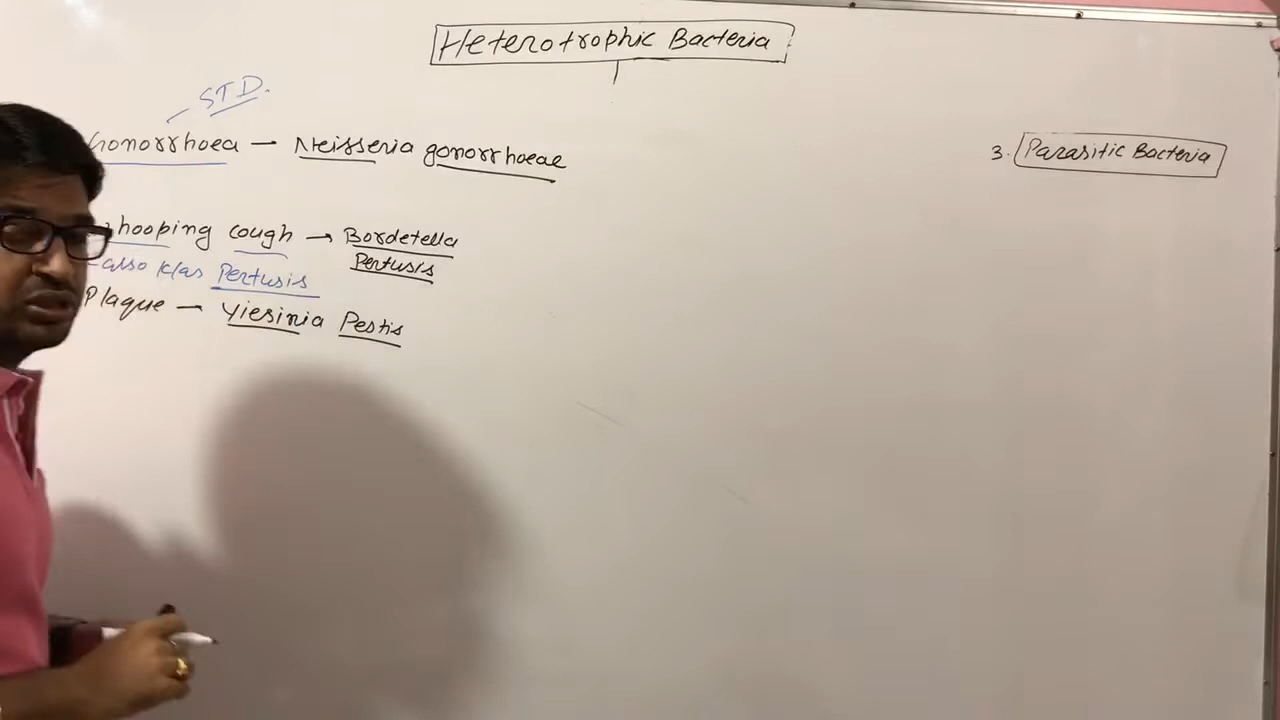 Heterotrophic Bacteria
STD.
Gonorrhoea — Neisseria gonorrhoeae
3. Parasitic Bacteria
hooping cough → Bordetella
Pertusis
- also k/as Pertusis
Plaque — Yiesinia Pestis